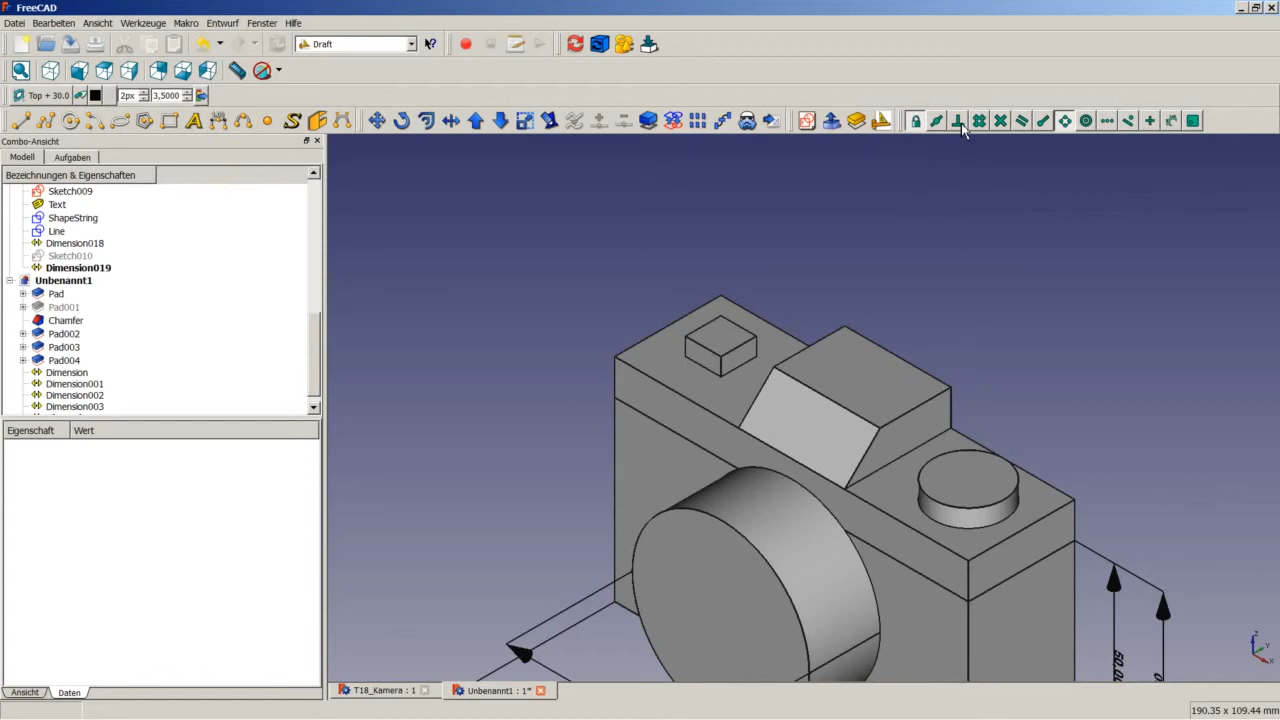 FreeCAD
Datei Bearbeiten Ansicht Werkzeuge Makro Entwurf Fenster Hilfe
Draft
Top + 30.0 2px 3,5000
Combo-Ansicht
Modell Aufgaben
Bezeichnungen & Eigenschaften
Sketch009
Text
ShapeString
Line
Dimension018
Sketch010
Dimension019
Unbenannt1
Pad
Pad001
Chamfer
Pad002
Pad003
Pad004
Dimension
Dimension001
Dimension002
Dimension003
Eigenschaft Wert
Ansicht Daten
T18_Kamera : 1 Unbenannt1 : 1*
190.35 x 109.44 mm